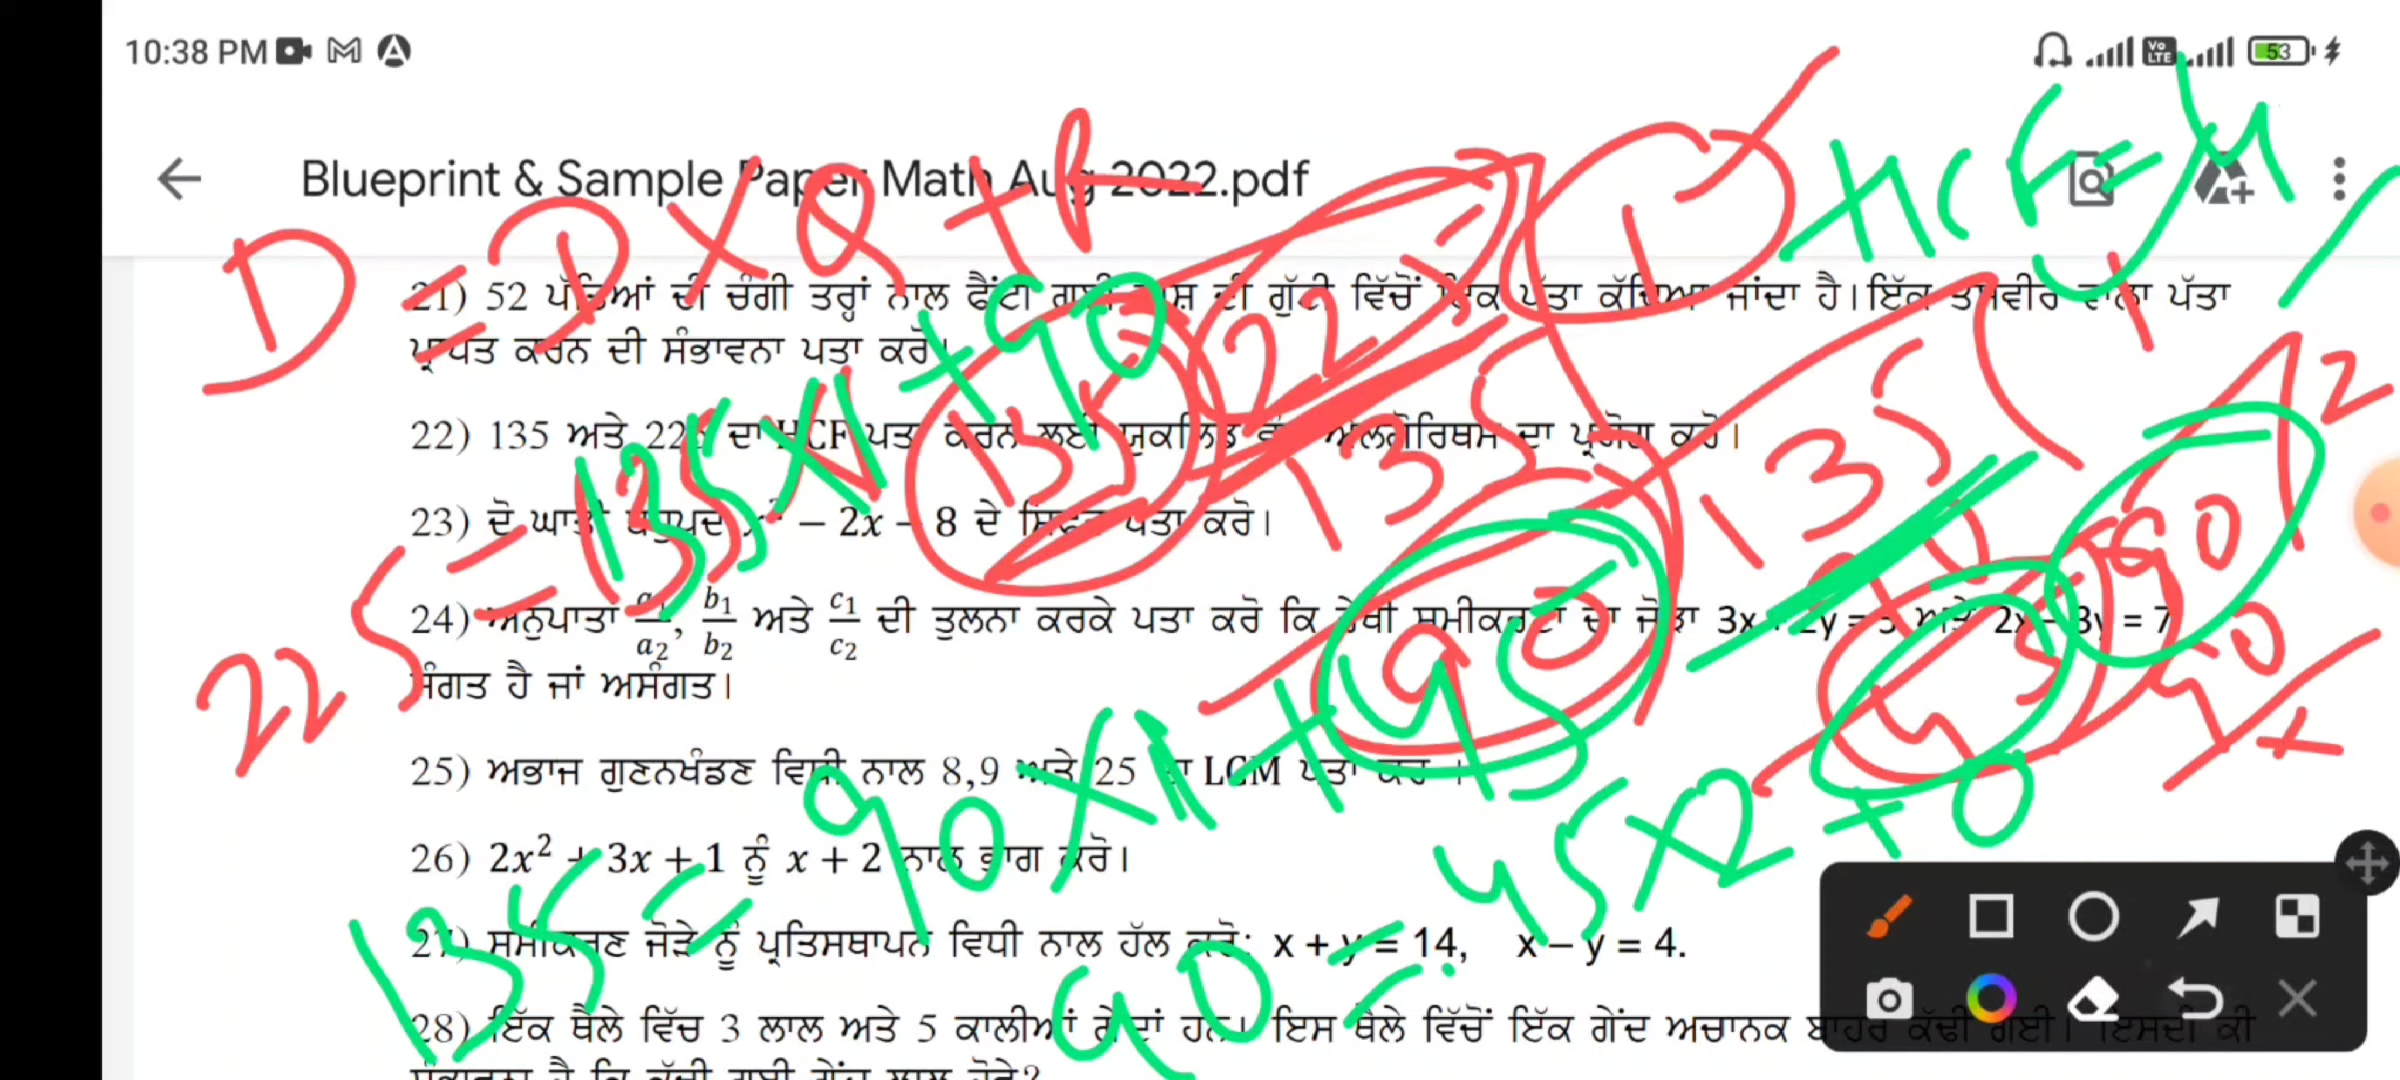 10:38 PM
53
Blueprint & Sample Paper Math Aug 2022.pdf
D = D X Q + R
HCF = 45
21) 52 ਪੱਤਿਆਂ ਦੀ ਚੰਗੀ ਤਰ੍ਹਾਂ ਨਾਲ ਫੈਂਟੀ ਗਈ ਤਾਸ਼ ਦੀ ਗੁੱਟੀ ਵਿੱਚੋਂ ਇੱਕ ਪੱਤਾ ਕੱਢਿਆ ਜਾਂਦਾ ਹੈ। ਇੱਕ ਤਸਵੀਰ ਵਾਲਾ ਪੱਤਾ
ਪ੍ਰਾਪਤ ਕਰਨ ਦੀ ਸੰਭਾਵਨਾ ਪਤਾ ਕਰੋ।
22) 135 ਅਤੇ 225 ਦਾ HCF ਪਤਾ ਕਰਨ ਲਈ ਯੂਕਲਿਡ ਵੰਡ ਐਲਗੋਰਿਥਮ ਦਾ ਪ੍ਰਯੋਗ ਕਰੋ।
23) ਦੋ ਘਾਤੀ ਬਹੁਪਦ x² − 2x − 8 ਦੇ ਸਿਫਰ ਪਤਾ ਕਰੋ।
24) ਅਨੁਪਾਤਾਂ a₁/a₂, b₁/b₂ ਅਤੇ c₁/c₂ ਦੀ ਤੁਲਨਾ ਕਰਕੇ ਪਤਾ ਕਰੋ ਕਿ ਰੇਖੀ ਸਮੀਕਰਣਾਂ ਦਾ ਜੋੜਾ 3x + 2y = 5 ਅਤੇ 2x − 3y = 7
ਸੰਗਤ ਹੈ ਜਾਂ ਅਸੰਗਤ।
25) ਅਭਾਜ ਗੁਣਨਖੰਡਣ ਵਿਧੀ ਨਾਲ 8,9 ਅਤੇ 25 ਦਾ LCM ਪਤਾ ਕਰੋ ।
26) 2x² + 3x + 1 ਨੂੰ x + 2 ਨਾਲ ਭਾਗ ਕਰੋ।
27) ਸਮੀਕਰਣ ਜੋੜੇ ਨੂੰ ਪ੍ਰਤਿਸਥਾਪਨ ਵਿਧੀ ਨਾਲ ਹੱਲ ਕਰੋ: x + y = 14, x − y = 4.
28) ਇੱਕ ਥੈਲੇ ਵਿੱਚ 3 ਲਾਲ ਅਤੇ 5 ਕਾਲੀਆਂ ਗੇਂਦਾਂ ਹਨ। ਇਸ ਥੈਲੇ ਵਿੱਚੋਂ ਇੱਕ ਗੇਂਦ ਅਚਾਨਕ ਬਾਹਰ ਕੱਢੀ ਗਈ। ਇਸਦੀ ਕੀ
ਸੰਭਾਵਨਾ ਹੈ ਕਿ ਕੱਢੀ ਗਈ ਗੇਂਦ ਲਾਲ ਹੋਵੇ?
225 = 135 X 1 + 90
135 = 90 X 1 + 45
90 = 45 X 2 + 0